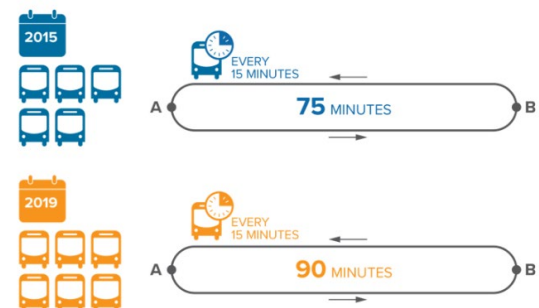 2015
EVERY
15 MINUTES
A
75 MINUTES
B
2019
EVERY
15 MINUTES
A
90 MINUTES
B